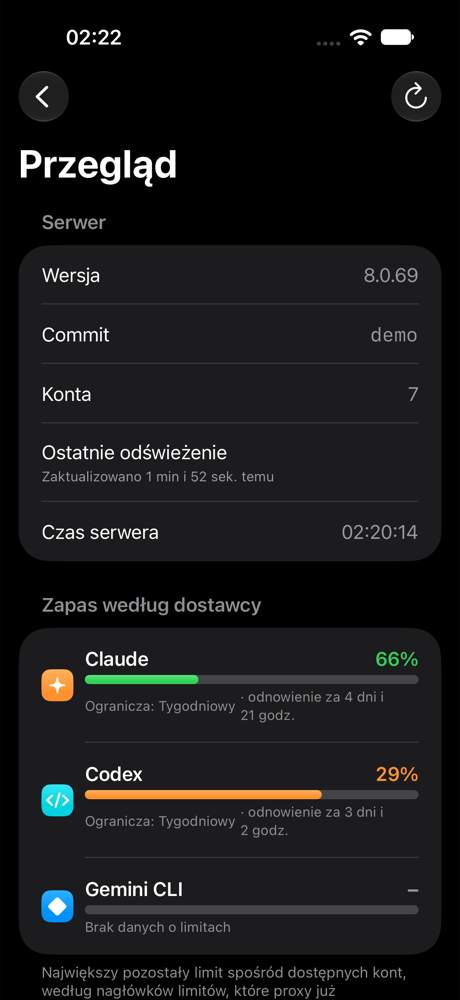 02:22
Przegląd
Serwer
Wersja 8.0.69
Commit demo
Konta 7
Ostatnie odświeżenie
Zaktualizowano 1 min i 52 sek. temu
Czas serwera 02:20:14
Zapas według dostawcy
Claude 66%
Ogranicza: Tygodniowy · odnowienie za 4 dni i
21 godz.
Codex 29%
Ogranicza: Tygodniowy · odnowienie za 3 dni i
2 godz.
Gemini CLI –
Brak danych o limitach
Największy pozostały limit spośród dostępnych kont,
według nagłówków limitów, które proxy już